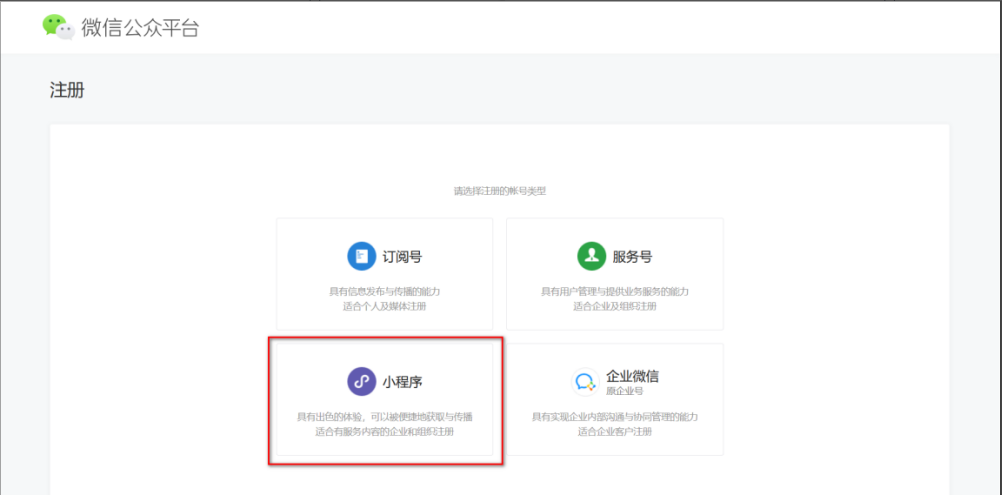 微信公众平台
注册
请选择注册的帐号类型
订阅号
具有信息发布与传播的能力
适合个人及媒体注册
服务号
具有用户管理与提供业务服务的能力
适合企业及组织注册
小程序
具有出色的体验，可以被便捷地获取与传播
适合有服务内容的企业和组织注册
企业微信
原企业号
具有实现企业内部沟通与协同管理的能力
适合企业客户注册